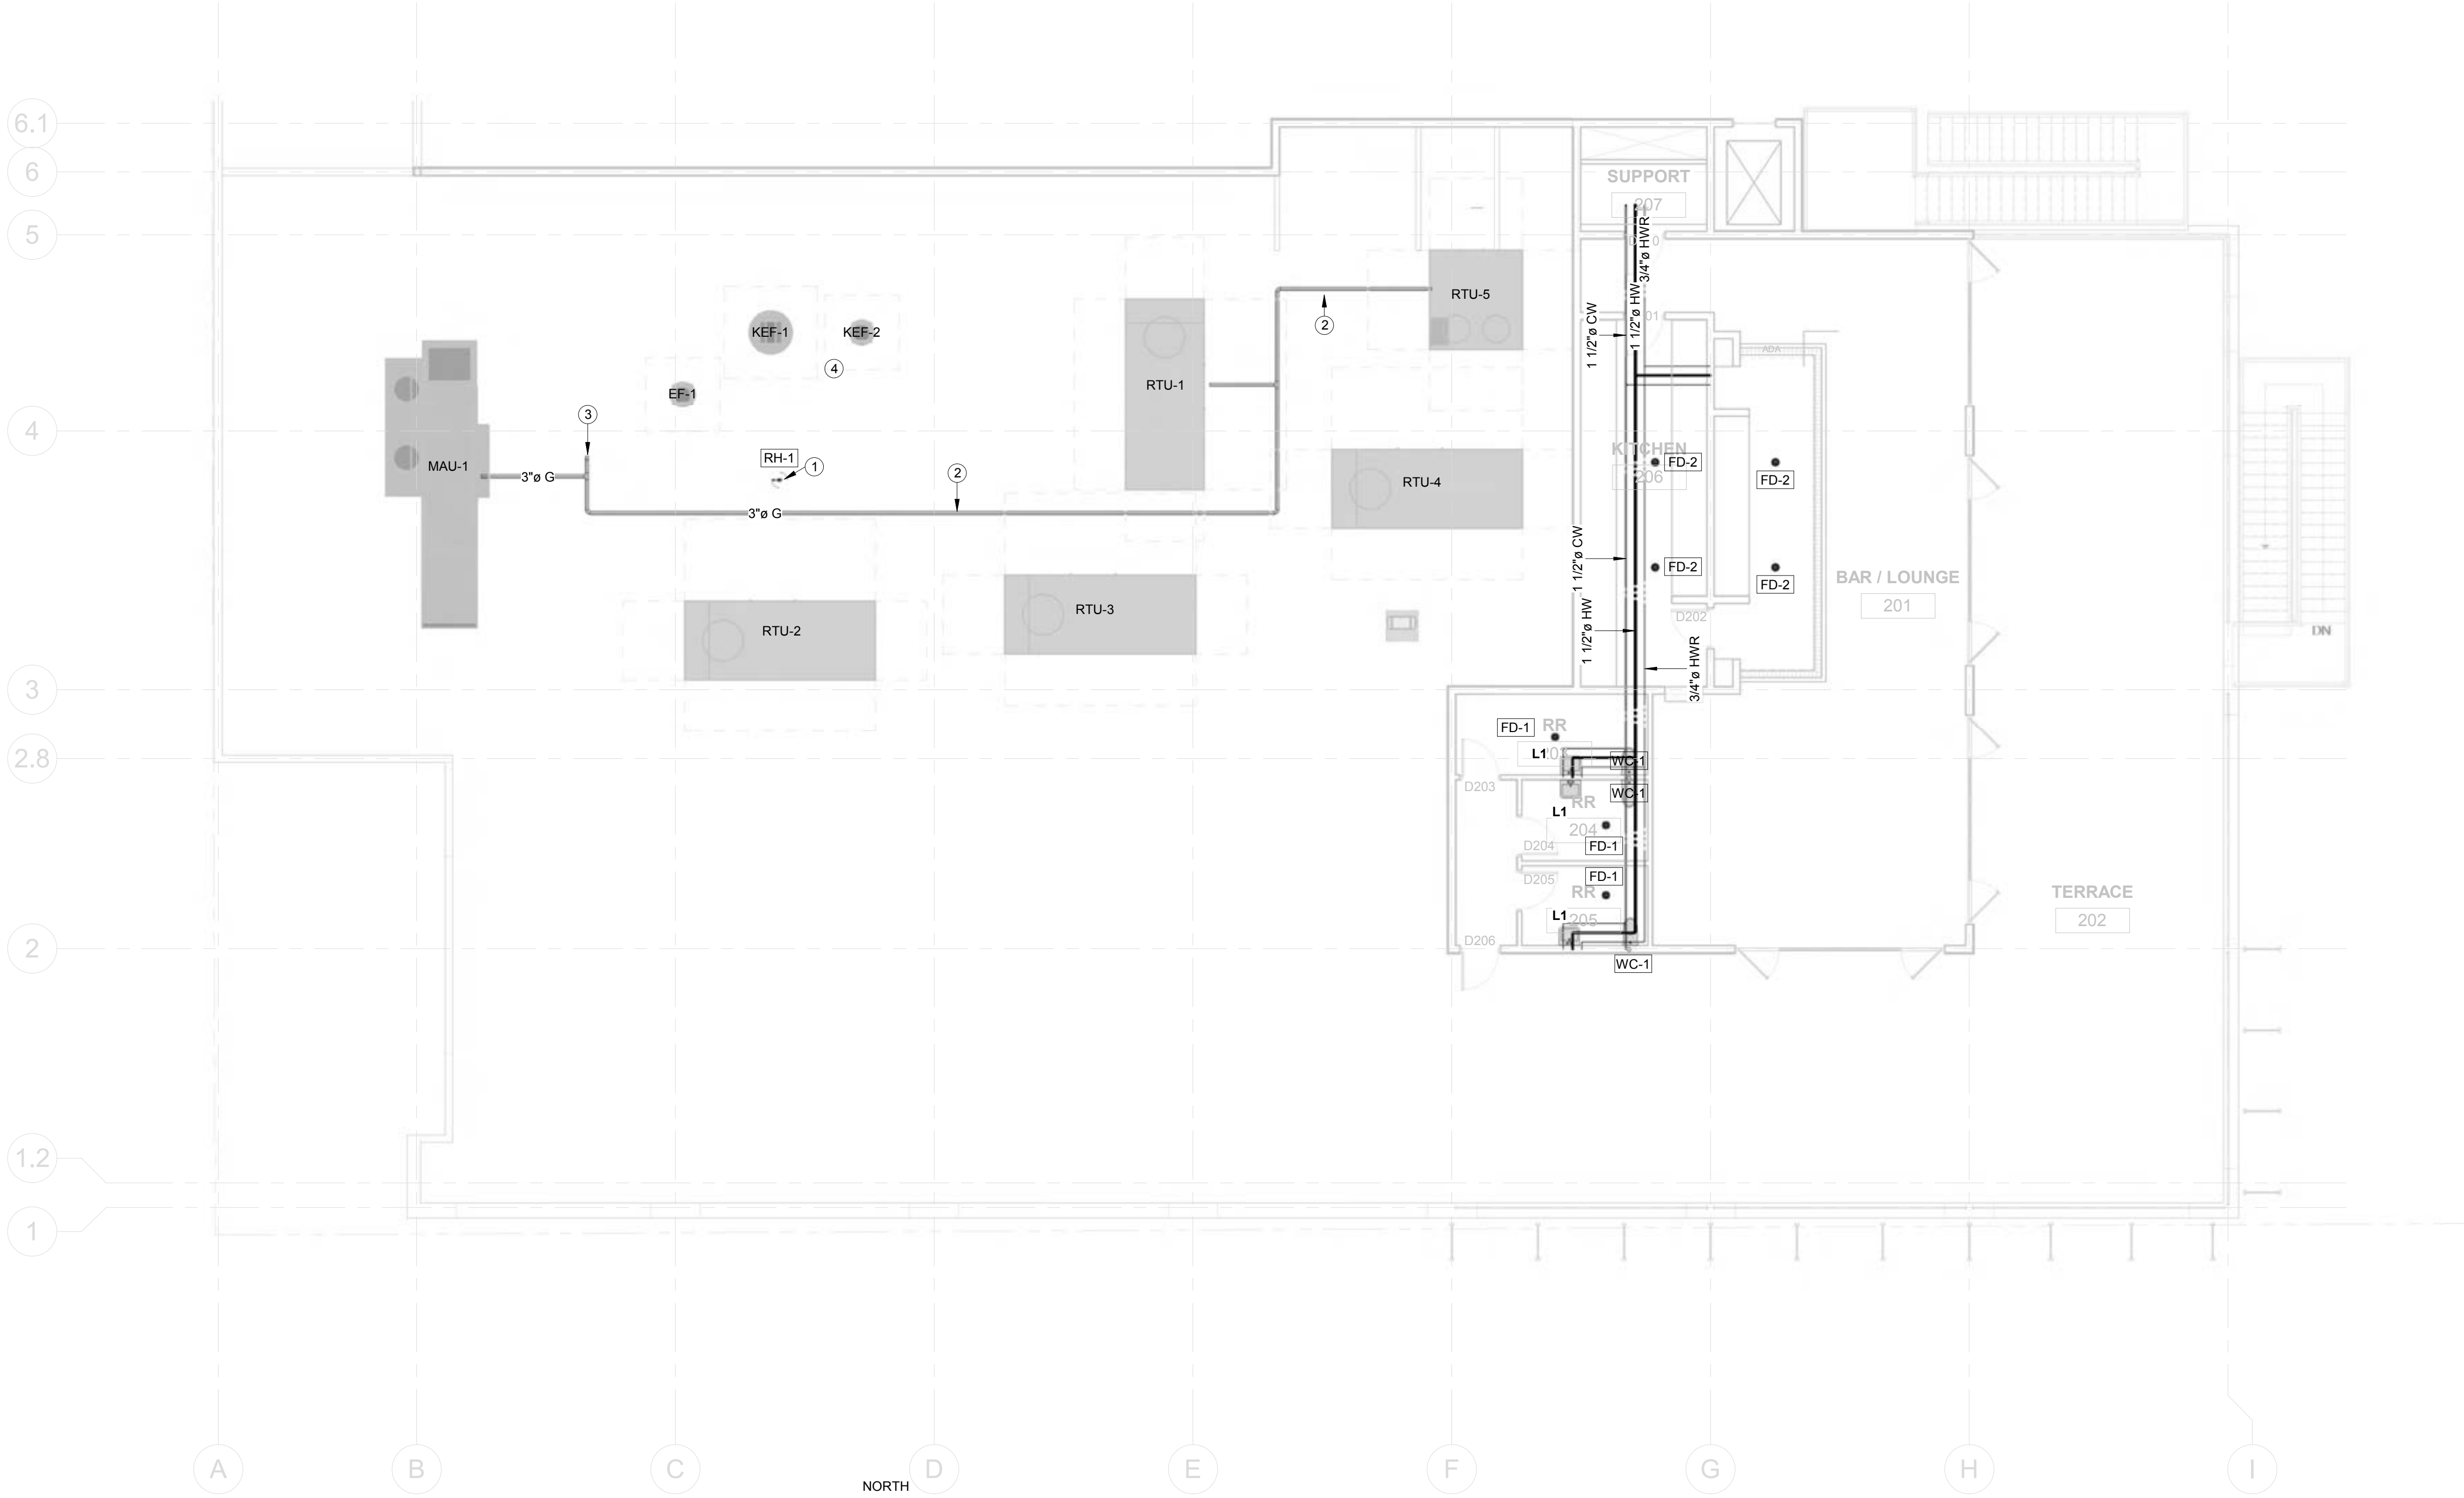 6.1
6
SUPPORT
207
5
3/4"ø HWR
1 1/2"ø HW
1 1/2"ø CW
RTU-5
2
KEF-1
KEF-2
ADA
4
RTU-1
EF-1
3
4
KITCHEN
206
FD-2
FD-2
MAU-1
3"ø G
RH-1
1
2
RTU-4
3"ø G
1 1/2"ø CW
FD-2
FD-2
BAR / LOUNGE
201
RTU-3
RTU-2
1 1/2"ø HW
D202
DN
3/4"ø HWR
3
FD-1
RR
L1
WC-1
2.8
D203
WC-1
RR
L1
204
D204
FD-1
D205
FD-1
RR
L1
205
TERRACE
202
D206
2
WC-1
1.2
1
A
B
C
D
E
F
G
H
I
NORTH